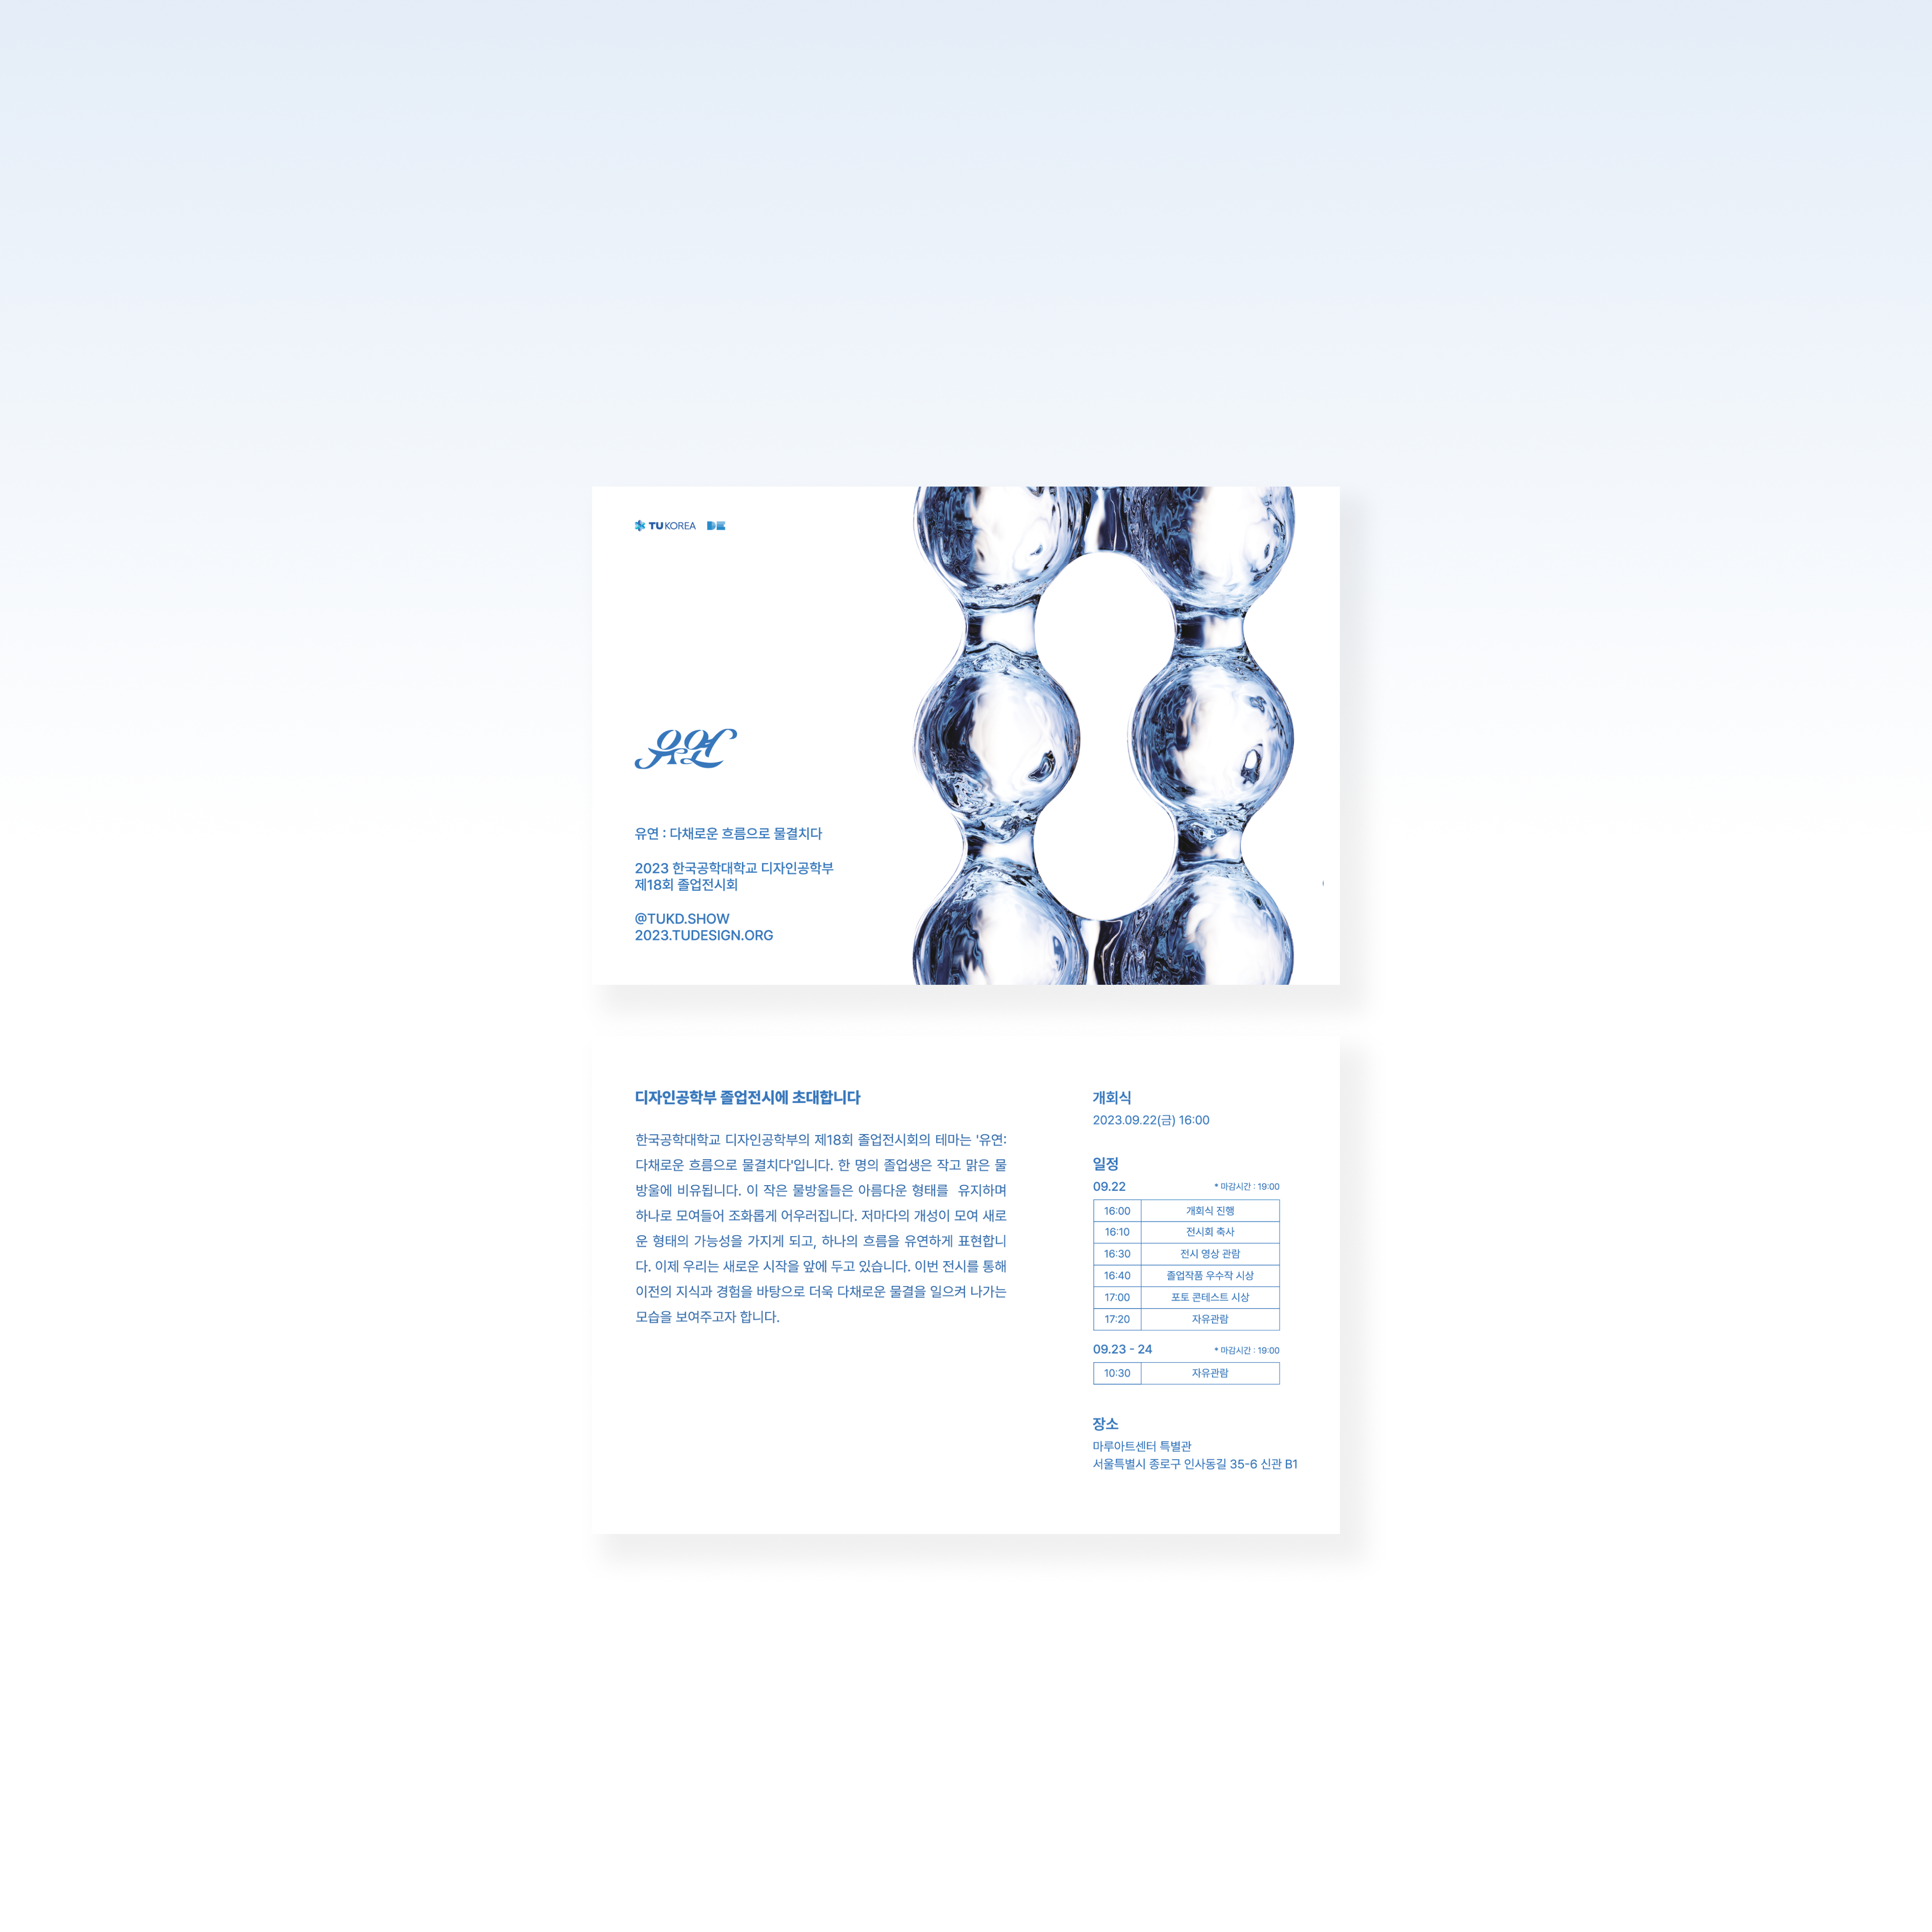 TU KOREA DE
유연
유연 : 다채로운 흐름으로 물결치다
2023 한국공학대학교 디자인공학부
제18회 졸업전시회
@TUKD.SHOW
2023.TUDESIGN.ORG
디자인공학부 졸업전시에 초대합니다
한국공학대학교 디자인공학부의 제18회 졸업전시회의 테마는 '유연:
다채로운 흐름으로 물결치다'입니다. 한 명의 졸업생은 작고 맑은 물
방울에 비유됩니다. 이 작은 물방울들은 아름다운 형태를 유지하며
하나로 모여들어 조화롭게 어우러집니다. 저마다의 개성이 모여 새로
운 형태의 가능성을 가지게 되고, 하나의 흐름을 유연하게 표현합니
다. 이제 우리는 새로운 시작을 앞에 두고 있습니다. 이번 전시를 통해
이전의 지식과 경험을 바탕으로 더욱 다채로운 물결을 일으켜 나가는
모습을 보여주고자 합니다.
개회식
2023.09.22(금) 16:00
일정
09.22 * 마감시간 : 19:00
16:00 개회식 진행
16:10 전시회 축사
16:30 전시 영상 관람
16:40 졸업작품 우수작 시상
17:00 포토 콘테스트 시상
17:20 자유관람
09.23 - 24 * 마감시간 : 19:00
10:30 자유관람
장소
마루아트센터 특별관
서울특별시 종로구 인사동길 35-6 신관 B1